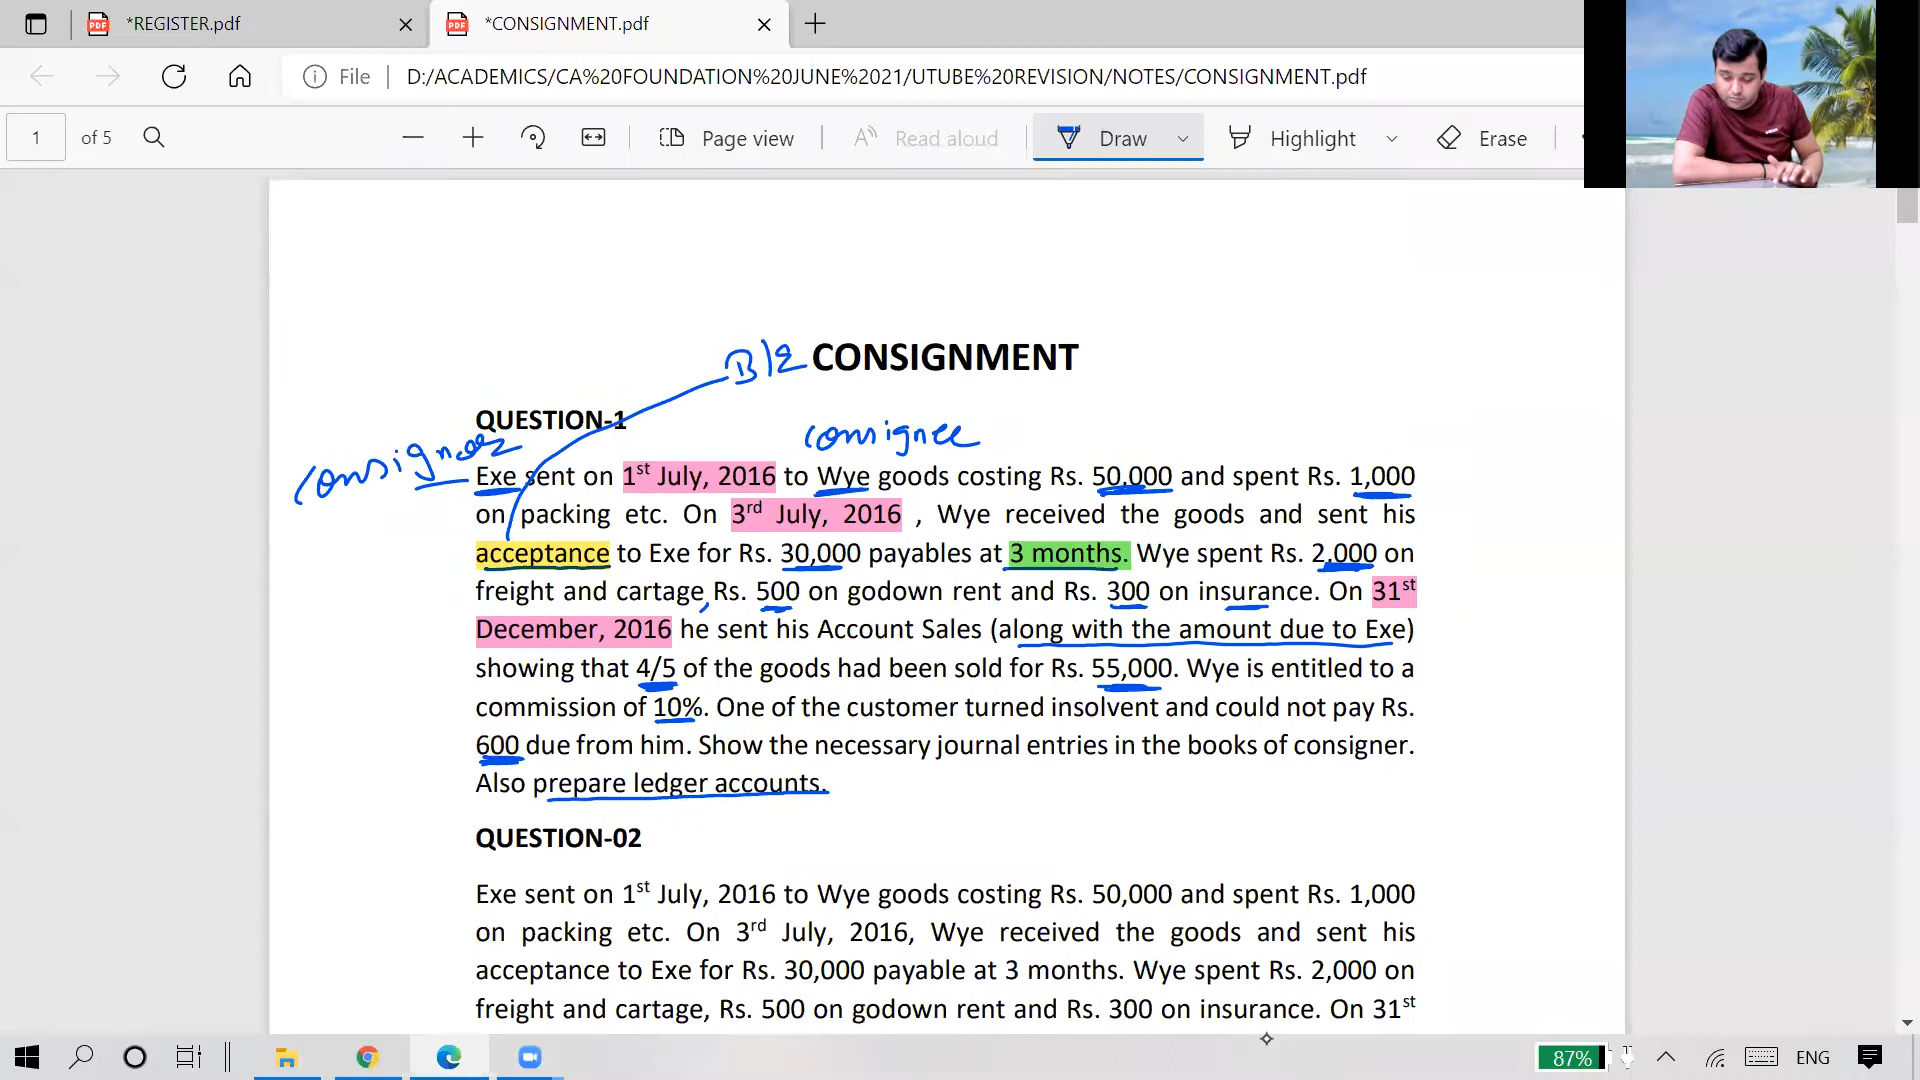 *REGISTER.pdf
*CONSIGNMENT.pdf
File
D:/ACADEMICS/CA%20FOUNDATION%20JUNE%2021/UTUBE%20REVISION/NOTES/CONSIGNMENT.pdf
1 of 5
Page view
Read aloud
Draw
Highlight
Erase
B/E
CONSIGNMENT
QUESTION-1
consignor
consignee
Exe sent on 1st July, 2016 to Wye goods costing Rs. 50,000 and spent Rs. 1,000
on packing etc. On 3rd July, 2016 , Wye received the goods and sent his
acceptance to Exe for Rs. 30,000 payables at 3 months. Wye spent Rs. 2,000 on
freight and cartage, Rs. 500 on godown rent and Rs. 300 on insurance. On 31st
December, 2016 he sent his Account Sales (along with the amount due to Exe)
showing that 4/5 of the goods had been sold for Rs. 55,000. Wye is entitled to a
commission of 10%. One of the customer turned insolvent and could not pay Rs.
600 due from him. Show the necessary journal entries in the books of consigner.
Also prepare ledger accounts.
QUESTION-02
Exe sent on 1st July, 2016 to Wye goods costing Rs. 50,000 and spent Rs. 1,000
on packing etc. On 3rd July, 2016, Wye received the goods and sent his
acceptance to Exe for Rs. 30,000 payable at 3 months. Wye spent Rs. 2,000 on
freight and cartage, Rs. 500 on godown rent and Rs. 300 on insurance. On 31st
87%
ENG